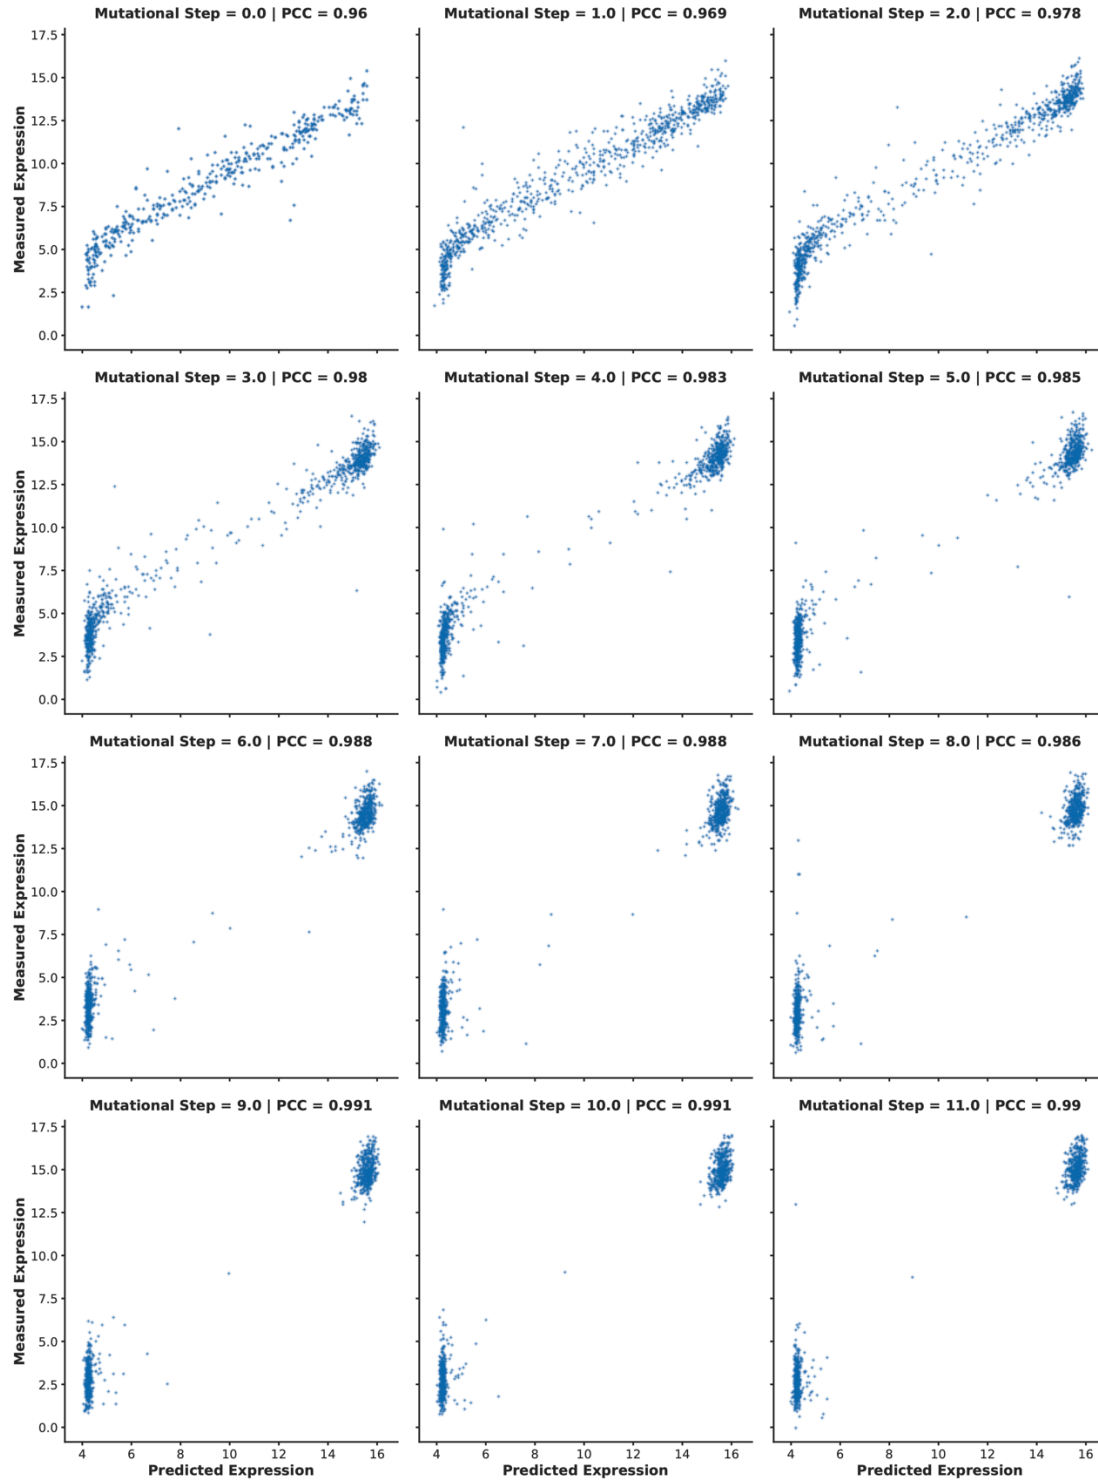 Mutational Step = 0.0 | PCC = 0.96
Mutational Step = 1.0 | PCC = 0.969
Mutational Step = 2.0 | PCC = 0.978
17.5
15.0
12.5
10.0
7.5
5.0
2.5
0.0
Measured Expression
Mutational Step = 3.0 | PCC = 0.98
Mutational Step = 4.0 | PCC = 0.983
Mutational Step = 5.0 | PCC = 0.985
17.5
15.0
12.5
10.0
7.5
5.0
2.5
0.0
Measured Expression
Mutational Step = 6.0 | PCC = 0.988
Mutational Step = 7.0 | PCC = 0.988
Mutational Step = 8.0 | PCC = 0.986
17.5
15.0
12.5
10.0
7.5
5.0
2.5
0.0
Measured Expression
Mutational Step = 9.0 | PCC = 0.991
Mutational Step = 10.0 | PCC = 0.991
Mutational Step = 11.0 | PCC = 0.99
17.5
15.0
12.5
10.0
7.5
5.0
2.5
0.0
Measured Expression
4 6 8 10 12 14 16
4 6 8 10 12 14 16
4 6 8 10 12 14 16
Predicted Expression
Predicted Expression
Predicted Expression